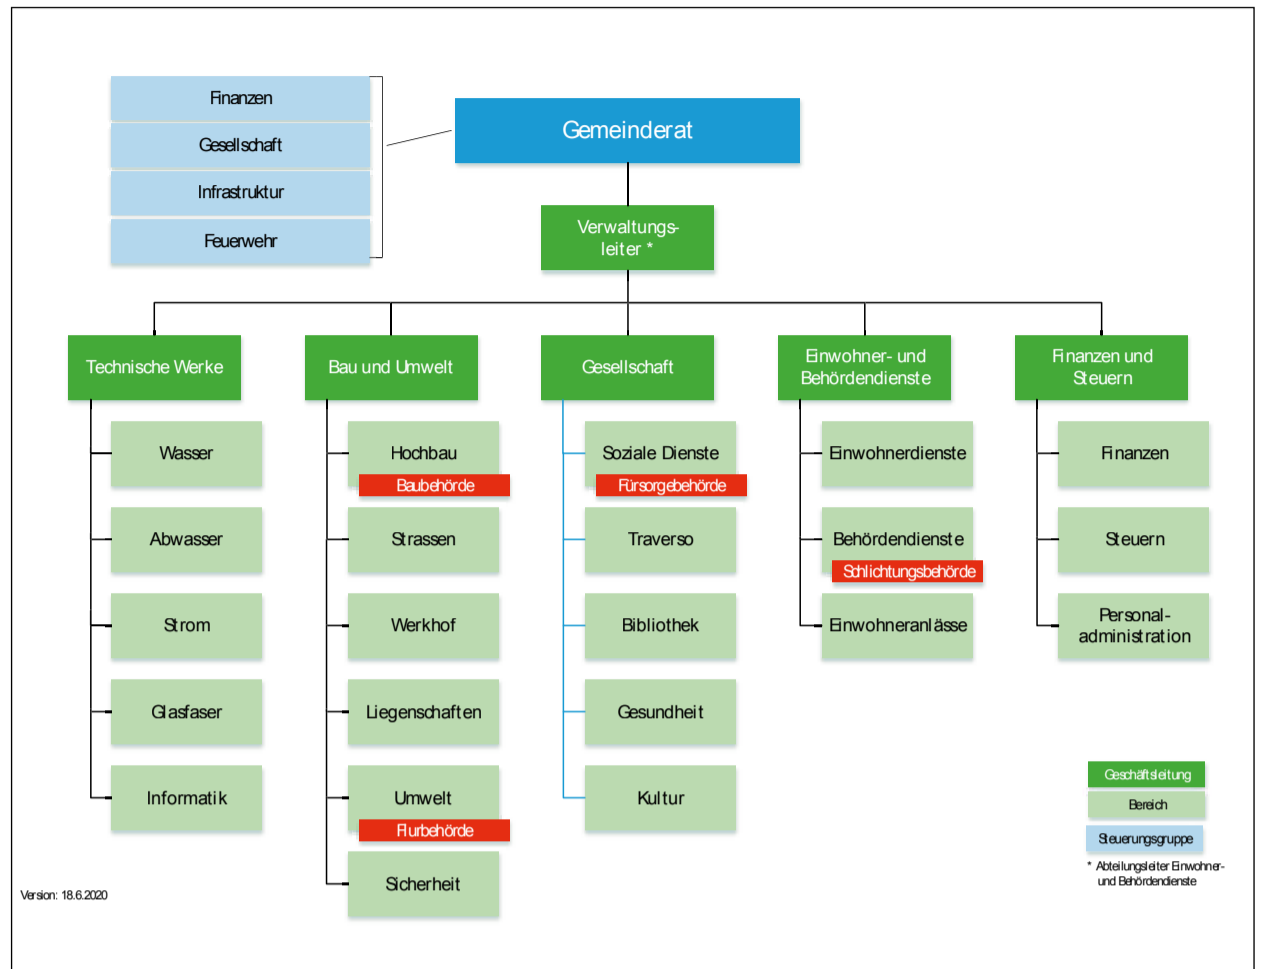 Finanzen
Gesellschaft
Infrastruktur
Feuerwehr
Gemeinderat
Verwaltungs-
leiter *
Technische Werke
Wasser
Abwasser
Strom
Glasfaser
Informatik
Bau und Umwelt
Hochbau
Baubehörde
Strassen
Werkhof
Liegenschaften
Umwelt
Flurbehörde
Sicherheit
Gesellschaft
Soziale Dienste
Fürsorgebehörde
Traverso
Bibliothek
Gesundheit
Kultur
Einwohner- und
Behördendienste
Einwohnerdienste
Behördendienste
Schlichtungsbehörde
Einwohneranlässe
Finanzen und
Steuern
Finanzen
Steuern
Personal-
administration
Geschäftsleitung
Bereich
Steuerungsgruppe
* Abteilungsleiter Einwohner-
und Behördendienste
Version: 18.6.2020